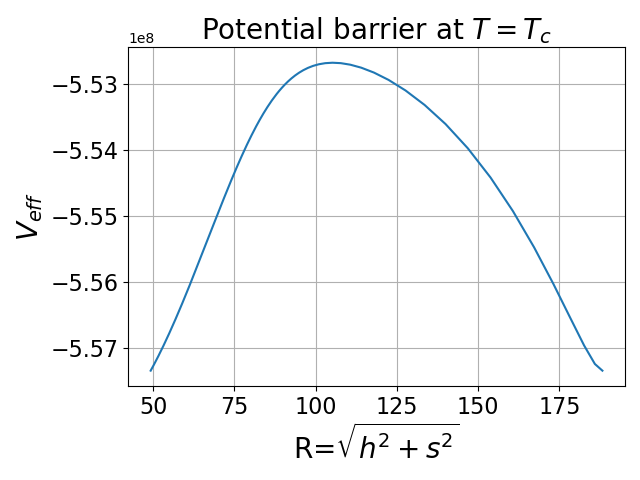 Potential barrier at $T = T_c$
1e8
−5.53
−5.54
−5.55
−5.56
−5.57
$V_{eff}$
50 75 100 125 150 175
R=$\sqrt{h^2 + s^2}$